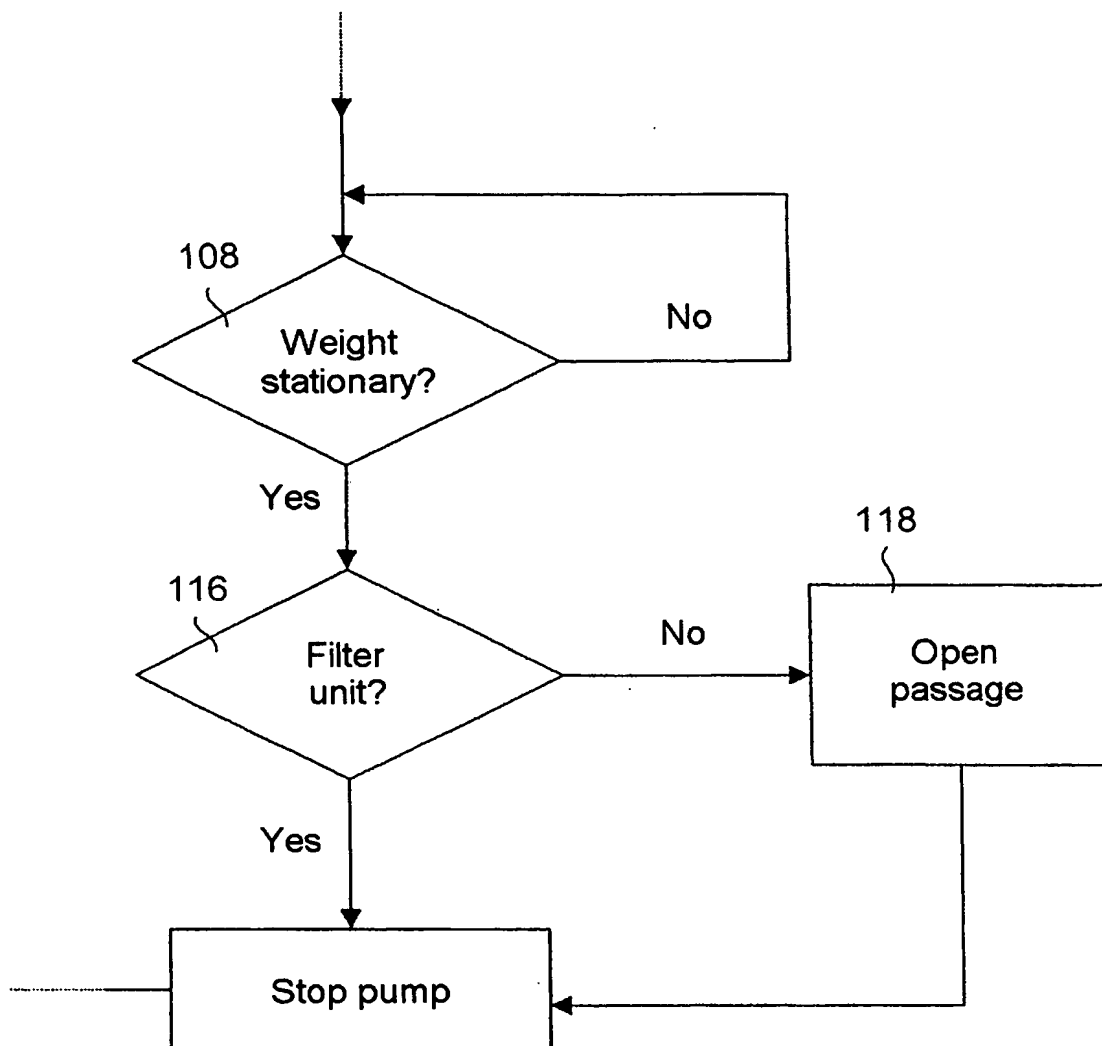 108
Weight
stationary?
No
Yes
116
Filter
unit?
No
118
Open
passage
Yes
Stop pump